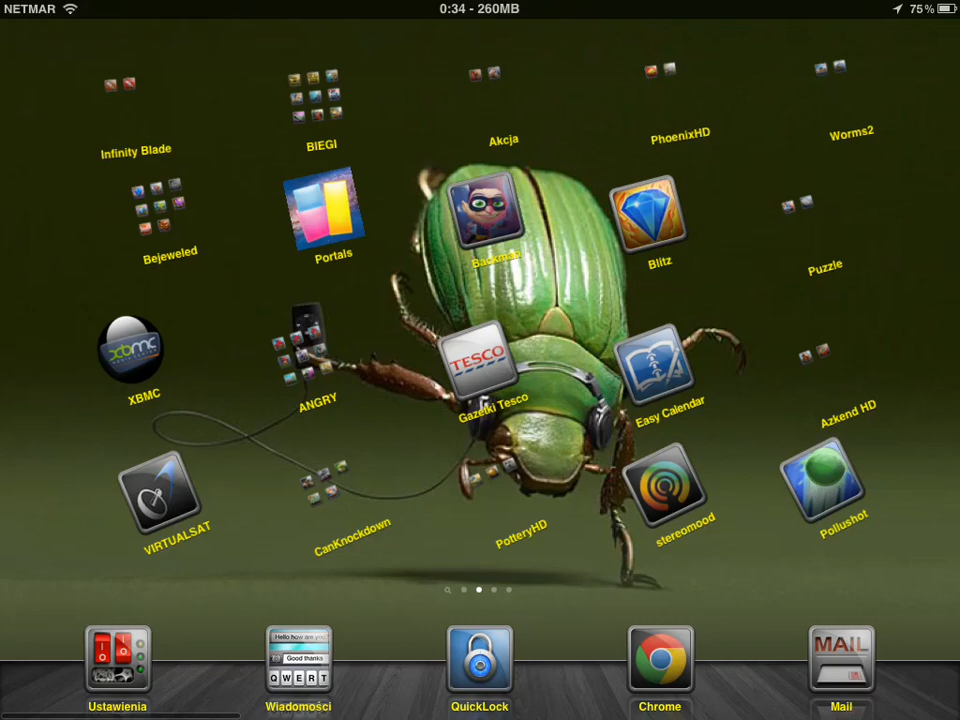 NETMAR 0:34 - 260MB 75%
Infinity Blade BIEGI Akcja PhoenixHD Worms2
Bejeweled Portals Backman Blitz Puzzle
xbmc TESCO
XBMC ANGRY Gazetki Tesco Easy Calendar Azkend HD
VIRTUALSAT CanKnockdown PotteryHD stereomood Pollushot
Hello how are you?
Good thanks
QWERT
MAIL
Ustawienia Wiadomości QuickLock Chrome Mail